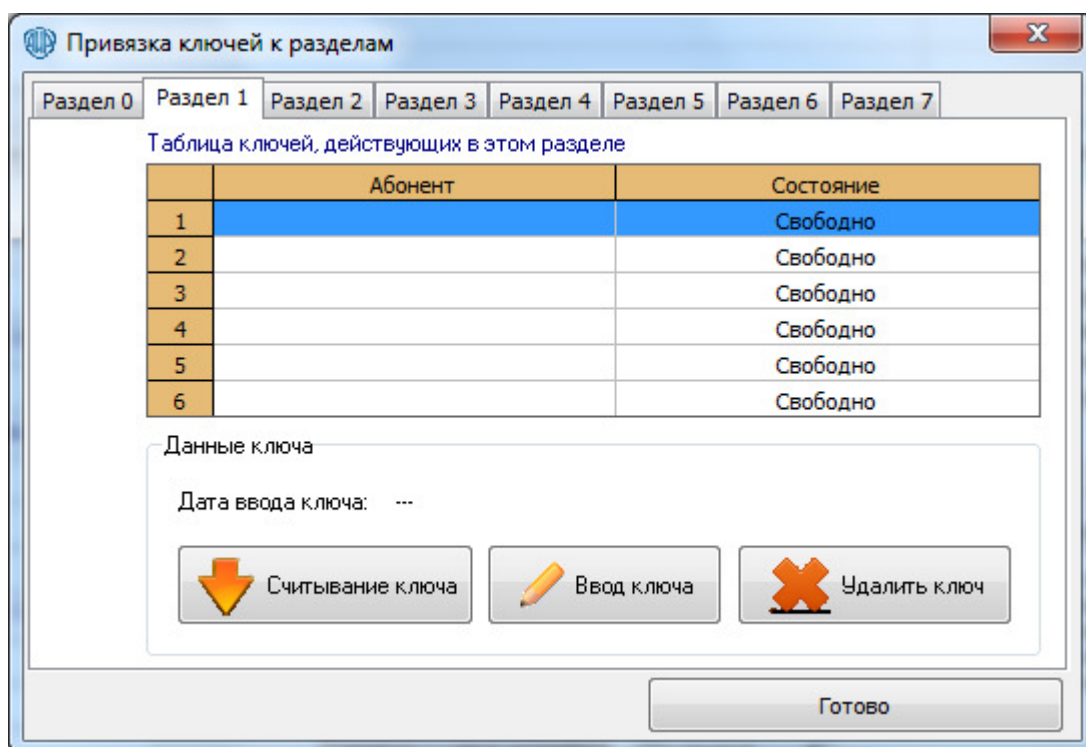 Привязка ключей к разделам
Раздел 0 Раздел 1 Раздел 2 Раздел 3 Раздел 4 Раздел 5 Раздел 6 Раздел 7
Таблица ключей, действующих в этом разделе
Абонент Состояние
1 Свободно
2 Свободно
3 Свободно
4 Свободно
5 Свободно
6 Свободно
Данные ключа
Дата ввода ключа: ---
Считывание ключа Ввод ключа Удалить ключ
Готово